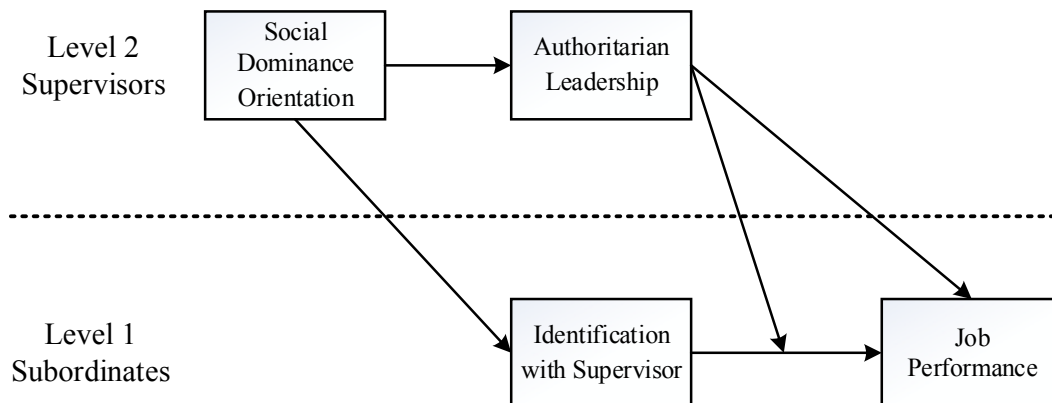 Level 2
Supervisors
Social
Dominance
Orientation
Authoritarian
Leadership
Level 1
Subordinates
Identification
with Supervisor
Job
Performance